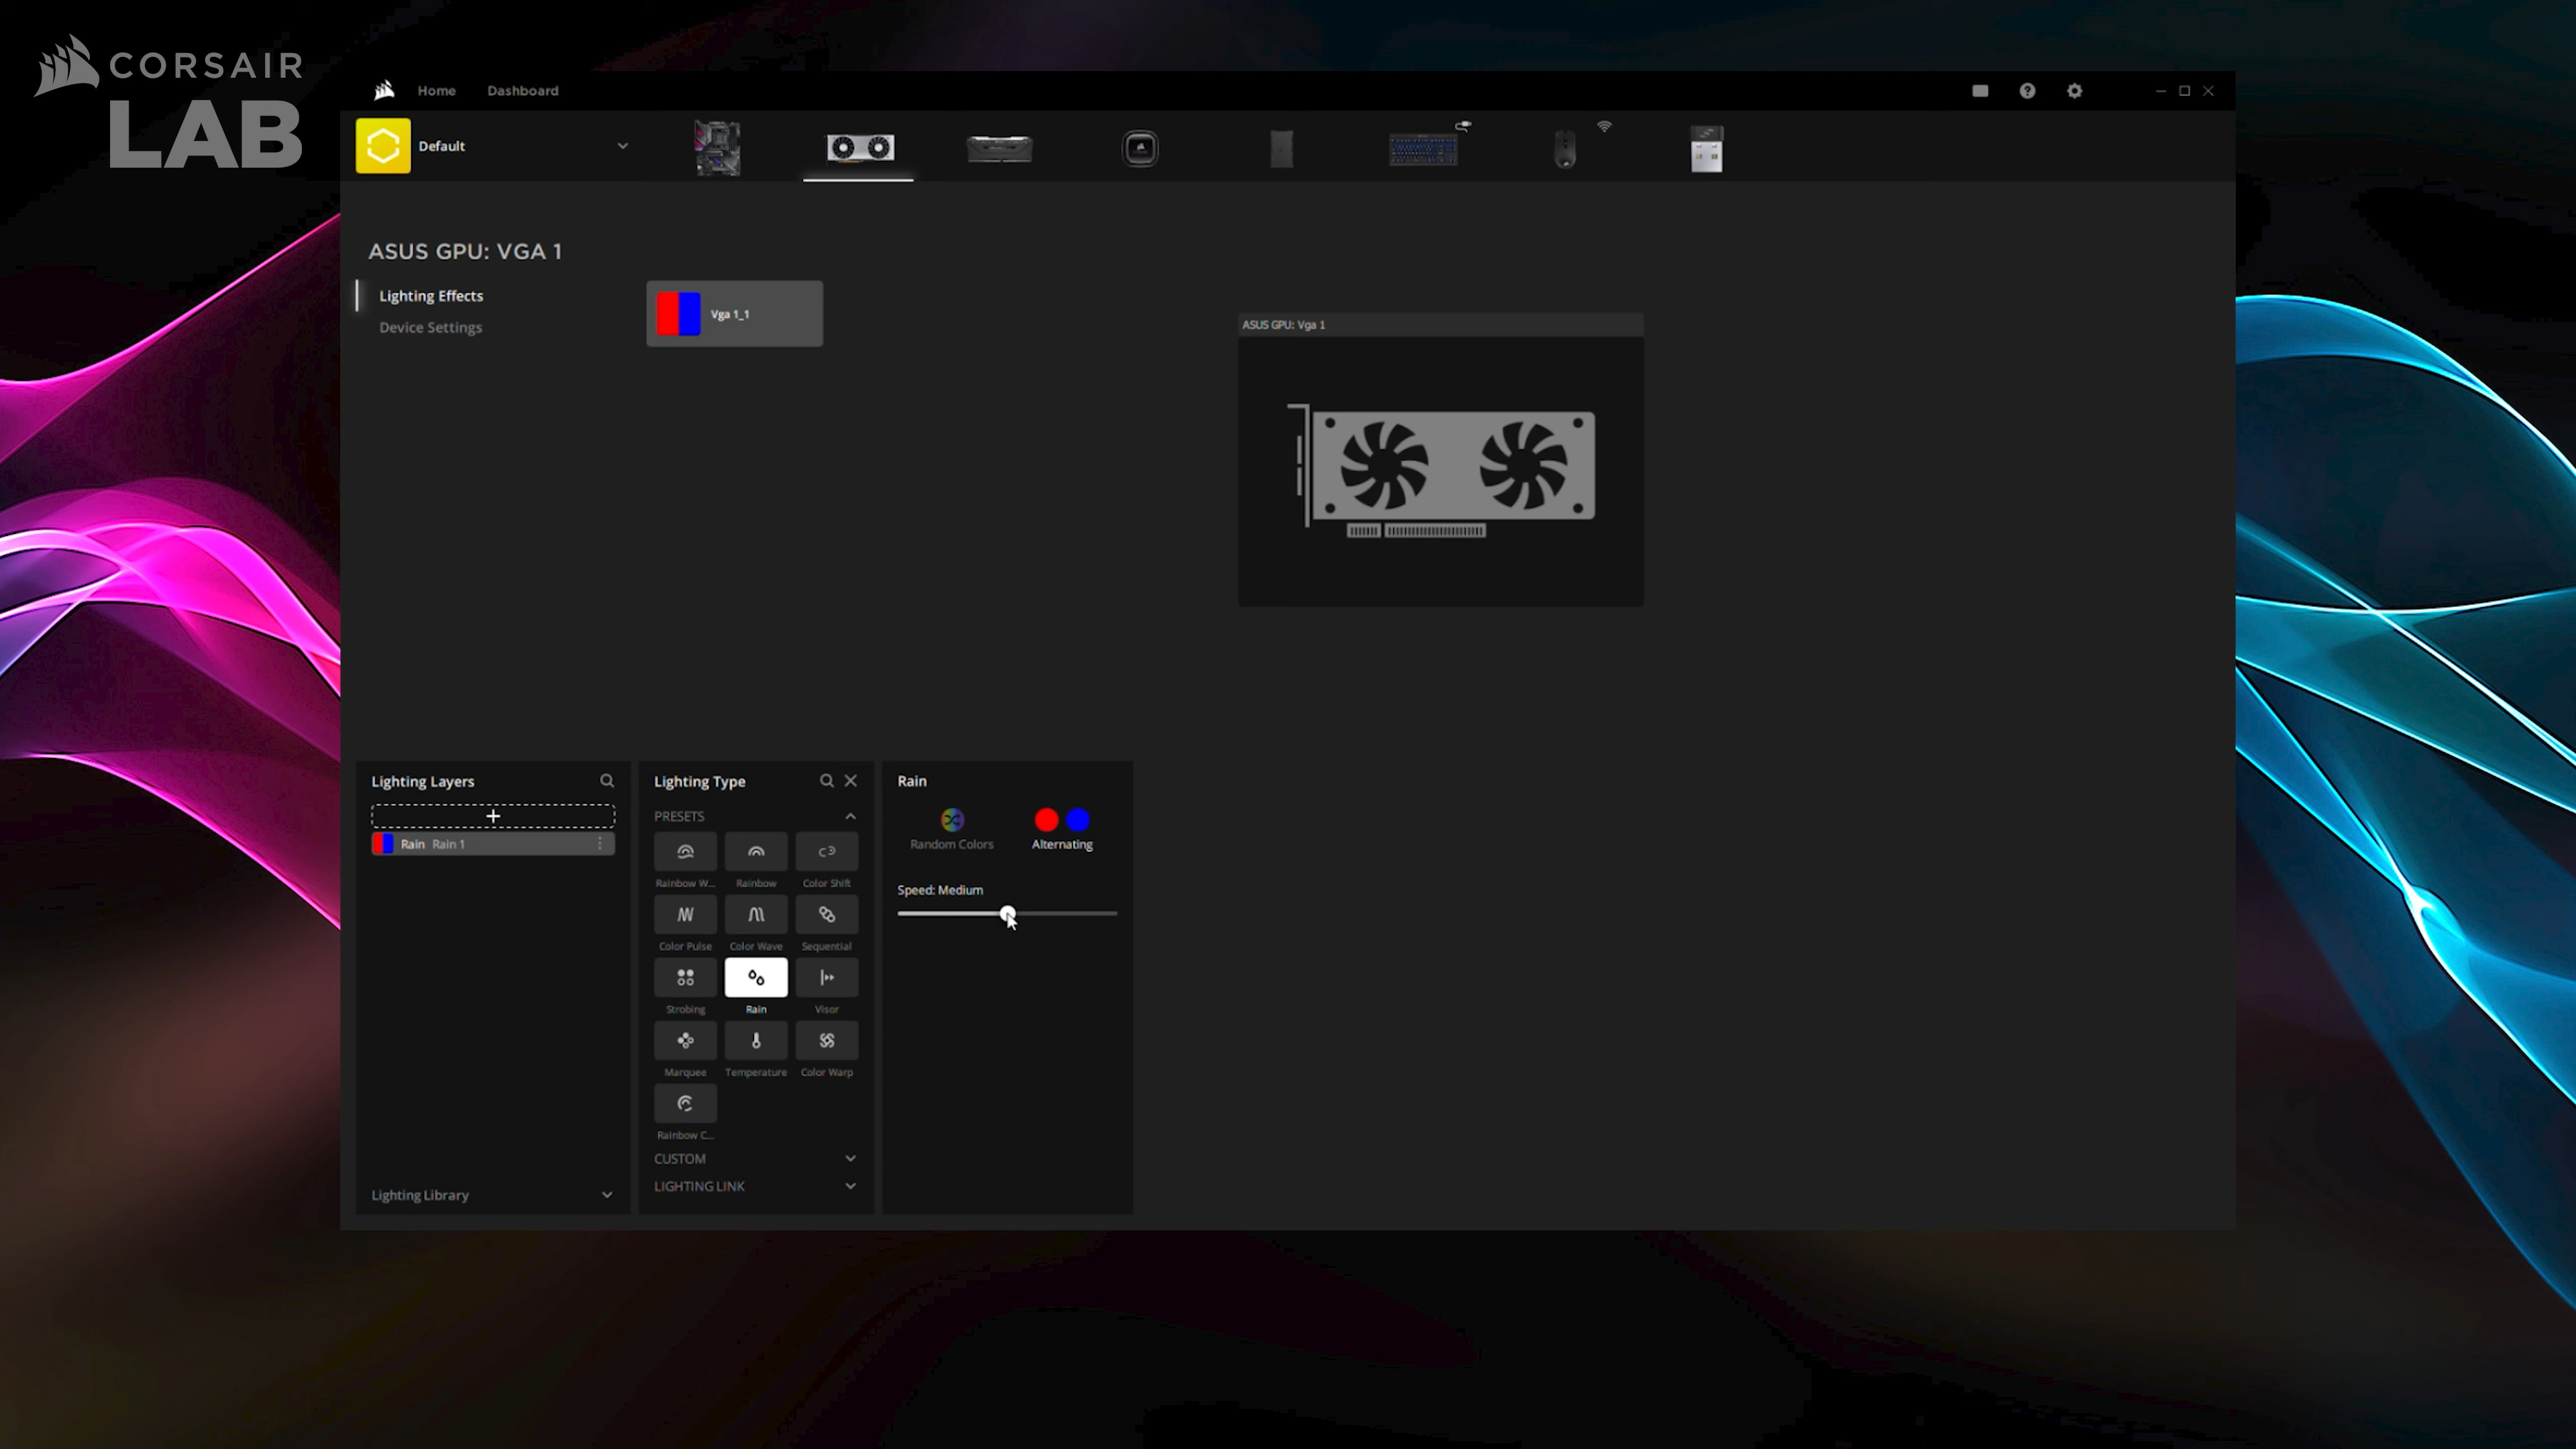 CORSAIR
LAB
Home
Dashboard
Default
ASUS GPU: VGA 1
Lighting Effects
Device Settings
Vga 1_1
ASUS GPU: Vga 1
Lighting Layers
Rain Rain 1
Lighting Library
Lighting Type
PRESETS
Rainbow W...
Rainbow
Color Shift
Color Pulse
Color Wave
Sequential
Strobing
Rain
Visor
Marquee
Temperature
Color Warp
Rainbow C...
CUSTOM
LIGHTING LINK
Rain
Random Colors
Alternating
Speed: Medium